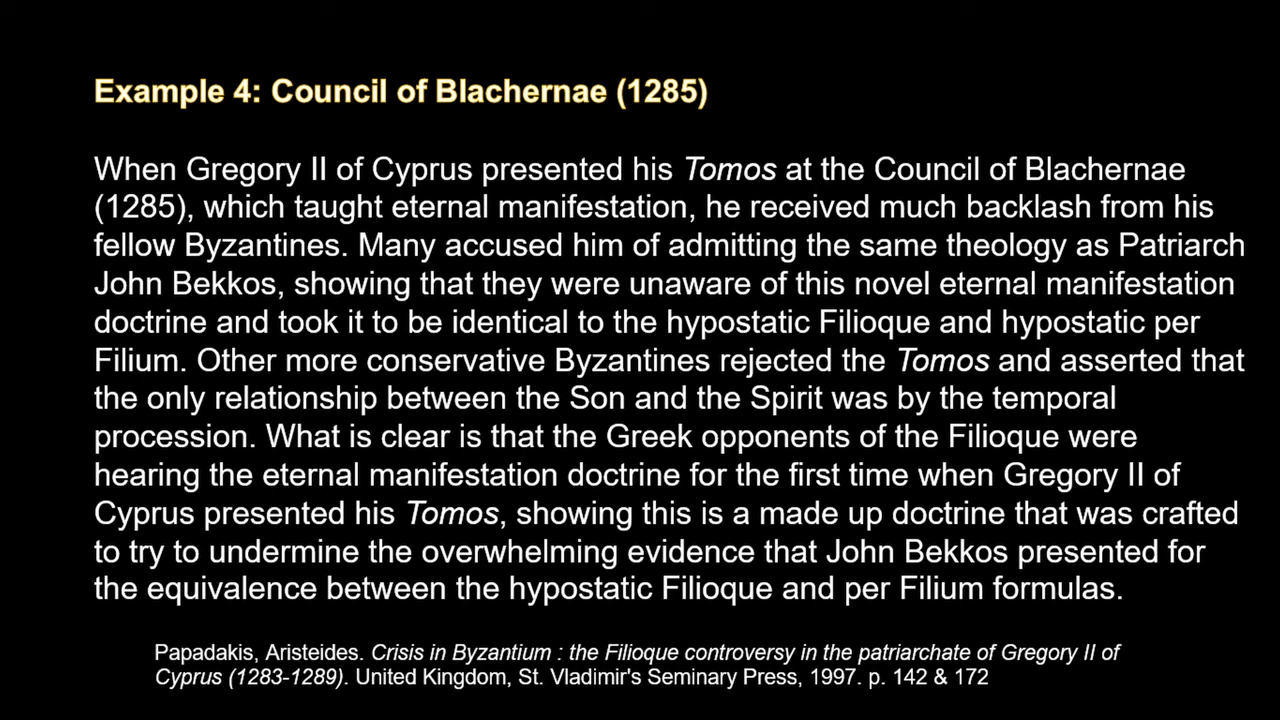 Example 4: Council of Blachernae (1285)
When Gregory II of Cyprus presented his Tomos at the Council of Blachernae
(1285), which taught eternal manifestation, he received much backlash from his
fellow Byzantines. Many accused him of admitting the same theology as Patriarch
John Bekkos, showing that they were unaware of this novel eternal manifestation
doctrine and took it to be identical to the hypostatic Filioque and hypostatic per
Filium. Other more conservative Byzantines rejected the Tomos and asserted that
the only relationship between the Son and the Spirit was by the temporal
procession. What is clear is that the Greek opponents of the Filioque were
hearing the eternal manifestation doctrine for the first time when Gregory II of
Cyprus presented his Tomos, showing this is a made up doctrine that was crafted
to try to undermine the overwhelming evidence that John Bekkos presented for
the equivalence between the hypostatic Filioque and per Filium formulas.
Papadakis, Aristeides. Crisis in Byzantium : the Filioque controversy in the patriarchate of Gregory II of
Cyprus (1283-1289). United Kingdom, St. Vladimir's Seminary Press, 1997. p. 142 & 172